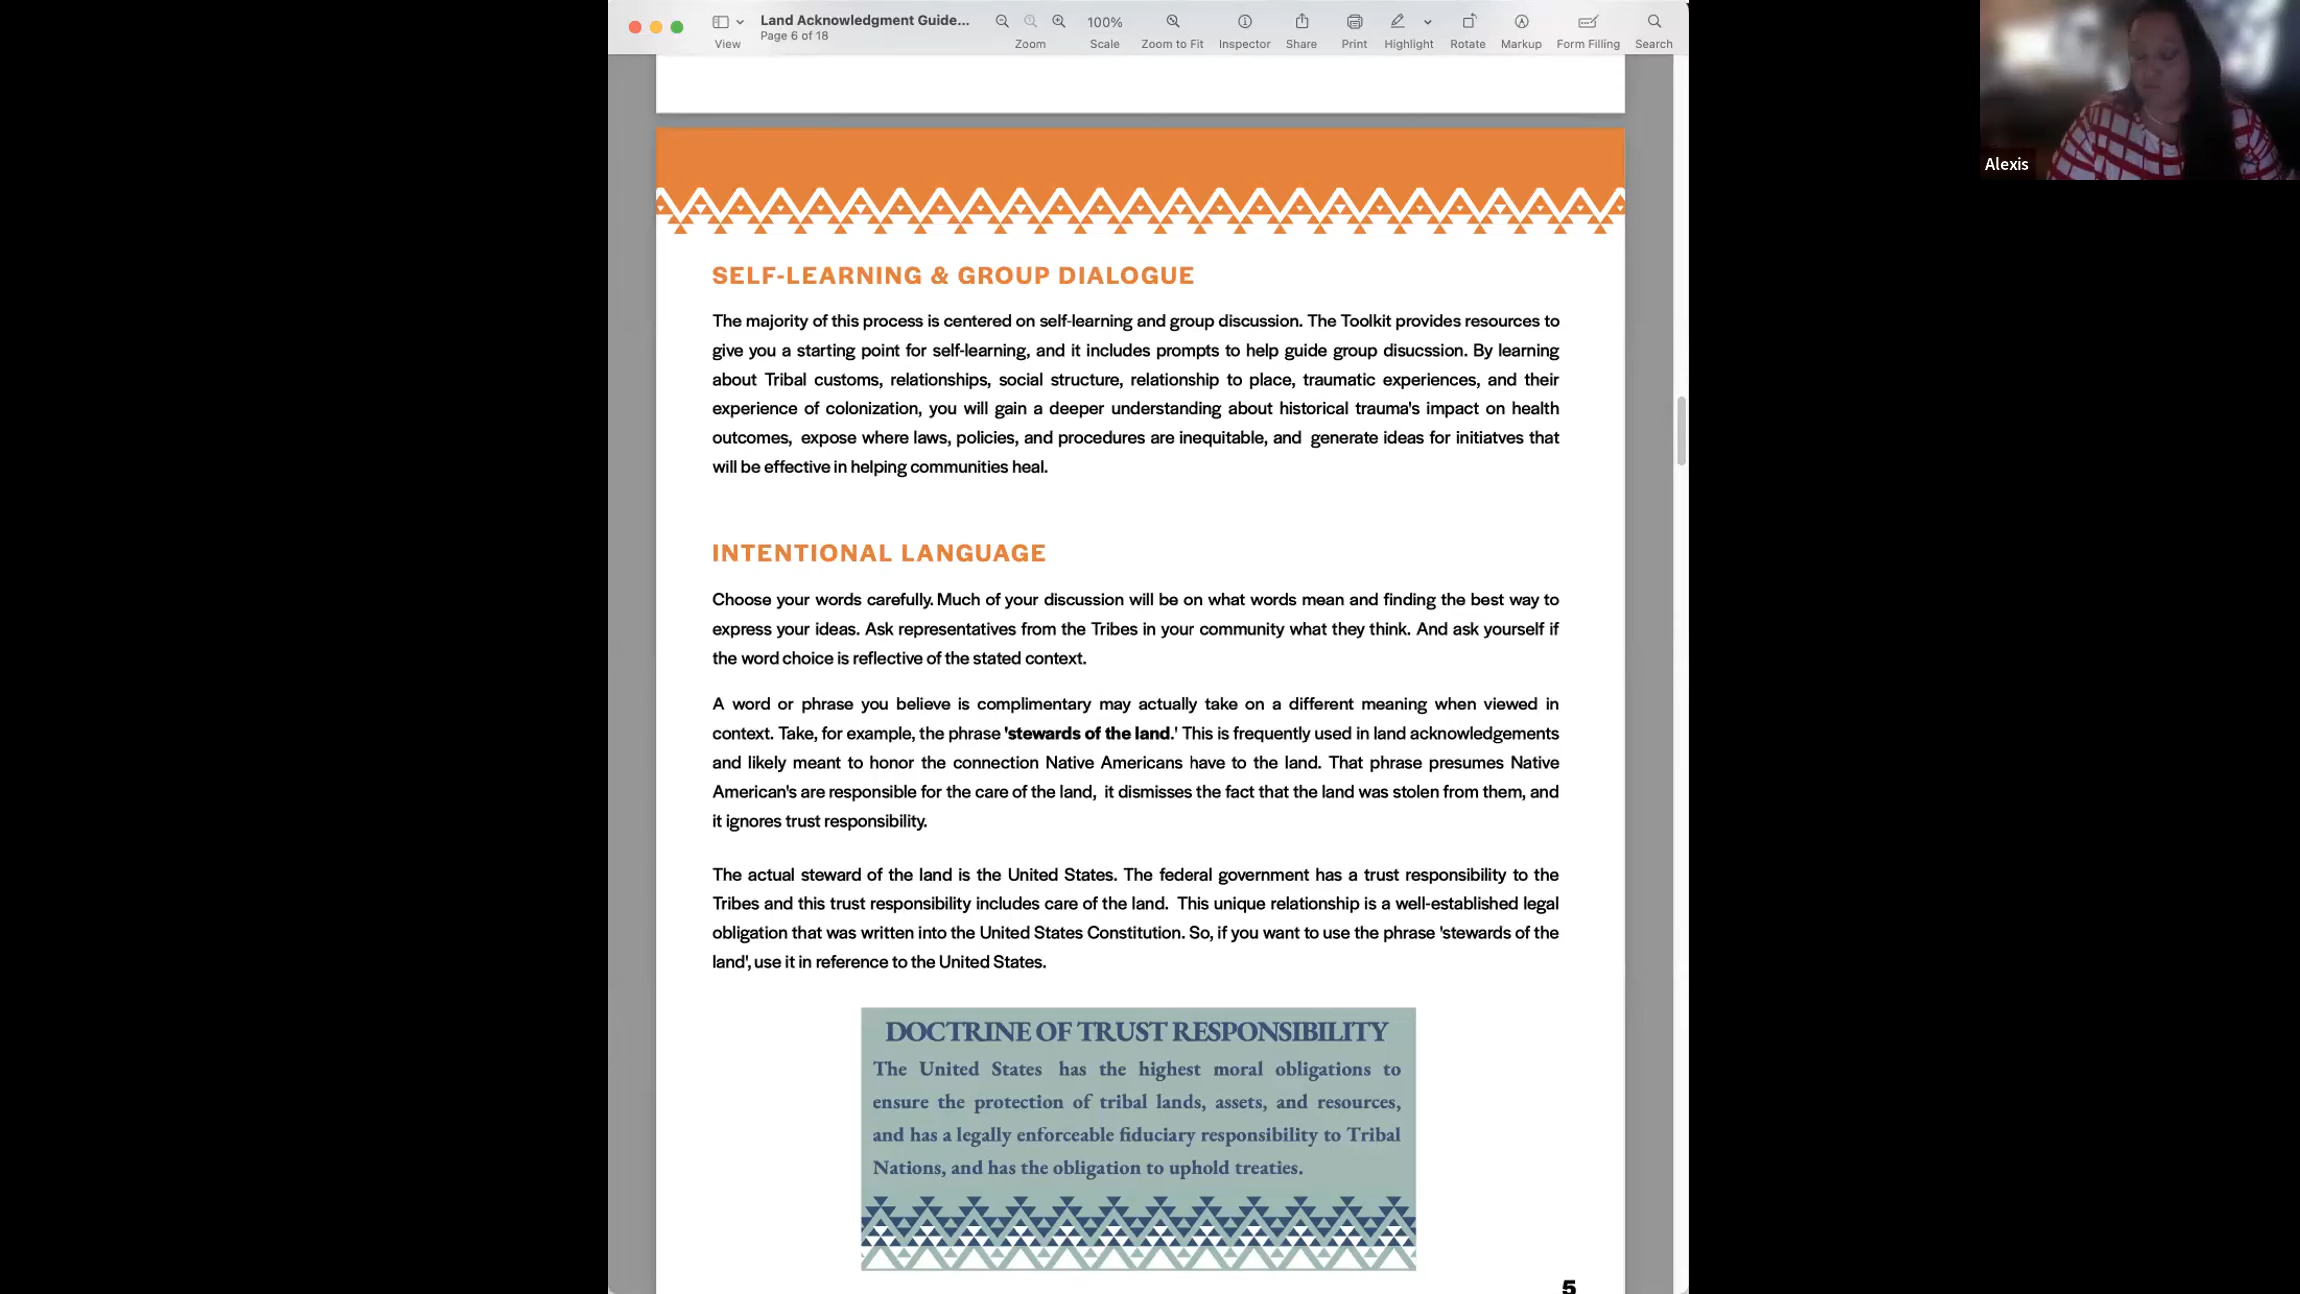 Land Acknowledgment Guide...
Page 6 of 18
View
Zoom
100%
Scale
Zoom to Fit
Inspector
Share
Print
Highlight
Rotate
Markup
Form Filling
Search
Alexis
SELF-LEARNING & GROUP DIALOGUE
The majority of this process is centered on self-learning and group discussion. The Toolkit provides resources to
give you a starting point for self-learning, and it includes prompts to help guide group disucssion. By learning
about Tribal customs, relationships, social structure, relationship to place, traumatic experiences, and their
experience of colonization, you will gain a deeper understanding about historical trauma's impact on health
outcomes, expose where laws, policies, and procedures are inequitable, and generate ideas for initiatves that
will be effective in helping communities heal.
INTENTIONAL LANGUAGE
Choose your words carefully. Much of your discussion will be on what words mean and finding the best way to
express your ideas. Ask representatives from the Tribes in your community what they think. And ask yourself if
the word choice is reflective of the stated context.
A word or phrase you believe is complimentary may actually take on a different meaning when viewed in
context. Take, for example, the phrase 'stewards of the land.' This is frequently used in land acknowledgements
and likely meant to honor the connection Native Americans have to the land. That phrase presumes Native
American's are responsible for the care of the land, it dismisses the fact that the land was stolen from them, and
it ignores trust responsibility.
The actual steward of the land is the United States. The federal government has a trust responsibility to the
Tribes and this trust responsibility includes care of the land. This unique relationship is a well-established legal
obligation that was written into the United States Constitution. So, if you want to use the phrase 'stewards of the
land', use it in reference to the United States.
DOCTRINE OF TRUST RESPONSIBILITY
The United States has the highest moral obligations to
ensure the protection of tribal lands, assets, and resources,
and has a legally enforceable fiduciary responsibility to Tribal
Nations, and has the obligation to uphold treaties.
5